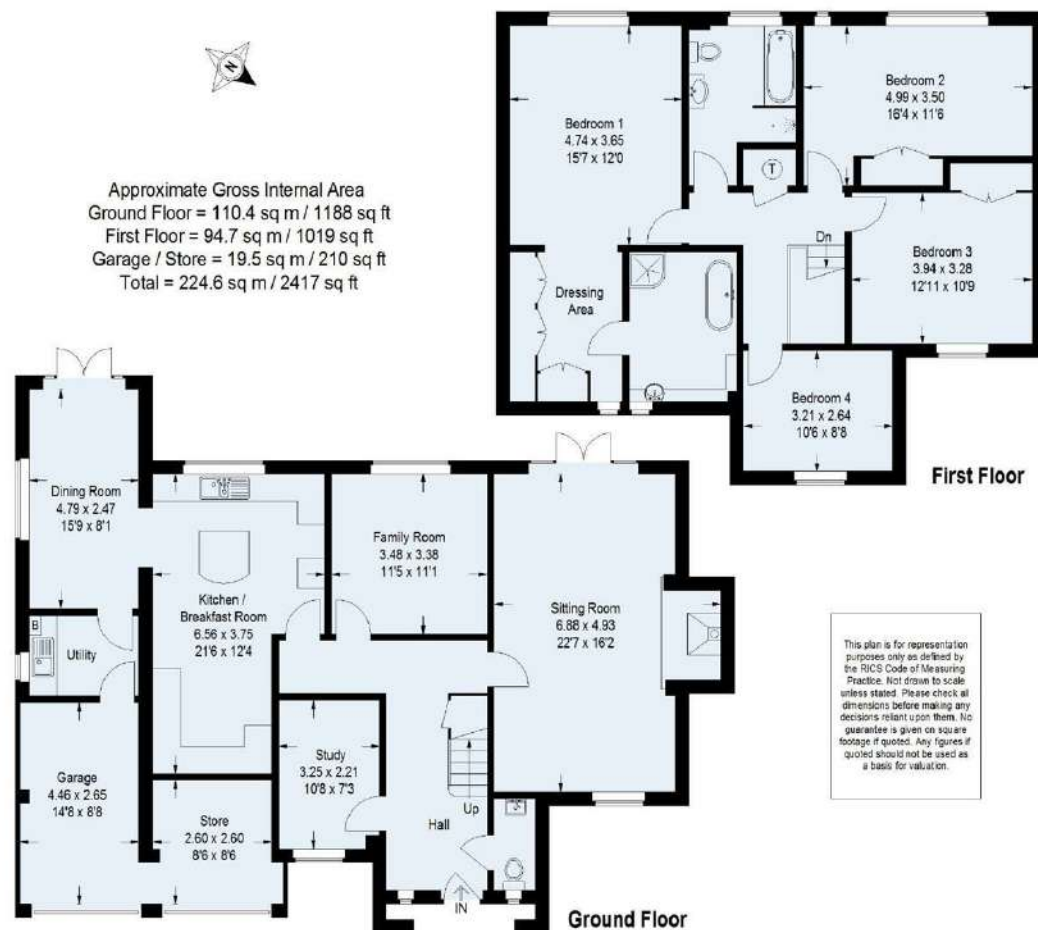 N
Approximate Gross Internal Area
Ground Floor = 110.4 sq m / 1188 sq ft
First Floor = 94.7 sq m / 1019 sq ft
Garage / Store = 19.5 sq m / 210 sq ft
Total = 224.6 sq m / 2417 sq ft
Bedroom 1
4.74 x 3.65
15'7 x 12'0
Bedroom 2
4.99 x 3.50
16'4 x 11'6
T
Dn
Bedroom 3
3.94 x 3.28
12'11 x 10'9
Dressing
Area
Bedroom 4
3.21 x 2.64
10'6 x 8'8
First Floor
Dining Room
4.79 x 2.47
15'9 x 8'1
Kitchen /
Breakfast Room
6.56 x 3.75
21'6 x 12'4
Family Room
3.48 x 3.38
11'5 x 11'1
Sitting Room
6.88 x 4.93
22'7 x 16'2
B
Utility
Garage
4.46 x 2.65
14'8 x 8'8
Store
2.60 x 2.60
8'6 x 8'6
Study
3.25 x 2.21
10'8 x 7'3
Up
Hall
IN
Ground Floor
This plan is for representation
purposes only as defined by
the RICS Code of Measuring
Practice. Not drawn to scale
unless stated. Please check all
dimensions before making any
decisions reliant upon them. No
guarantee is given on square
footage if quoted. Any figures if
quoted should not be used as
a basis for valuation.